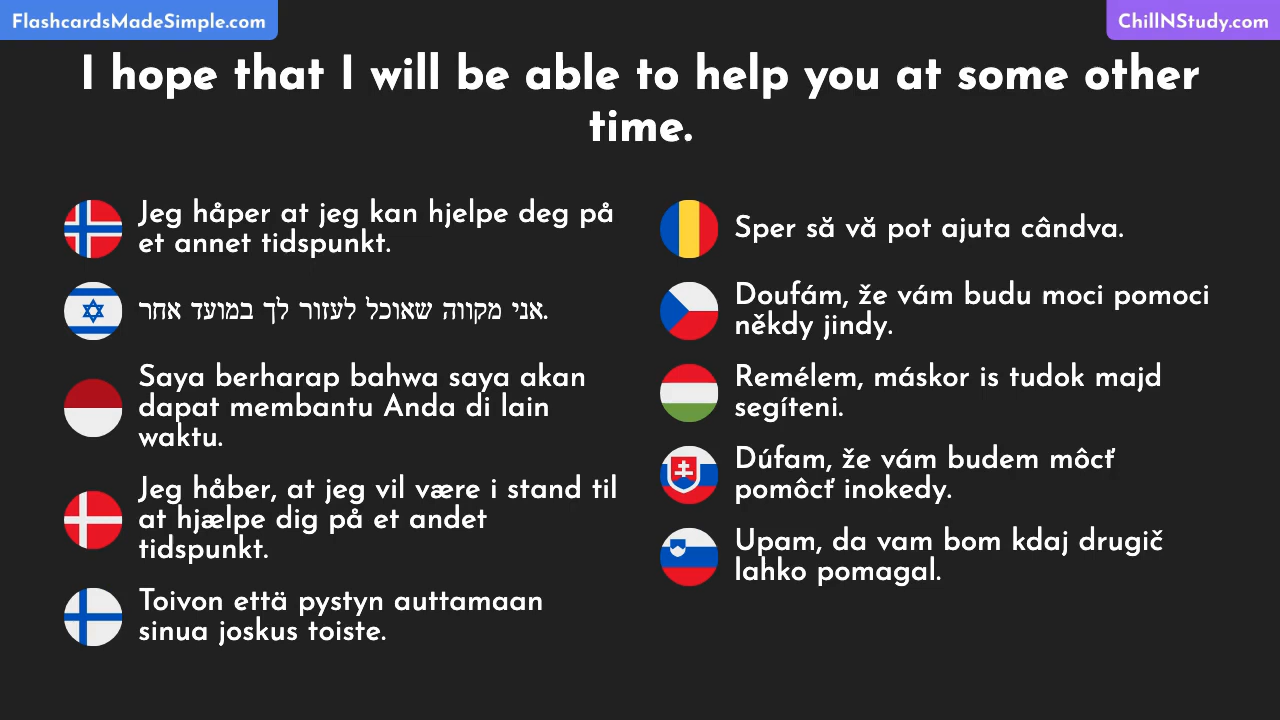 FlashcardsMadeSimple.com
ChillNStudy.com
I hope that I will be able to help you at some other
time.
Jeg håper at jeg kan hjelpe deg på
et annet tidspunkt.
אני מקווה שאוכל לעזור לך במועד אחר.
Saya berharap bahwa saya akan
dapat membantu Anda di lain
waktu.
Jeg håber, at jeg vil være i stand til
at hjælpe dig på et andet
tidspunkt.
Toivon että pystyn auttamaan
sinua joskus toiste.
Sper să vă pot ajuta cândva.
Doufám, že vám budu moci pomoci
někdy jindy.
Remélem, máskor is tudok majd
segíteni.
Dúfam, že vám budem môcť
pomôcť inokedy.
Upam, da vam bom kdaj drugič
lahko pomagal.